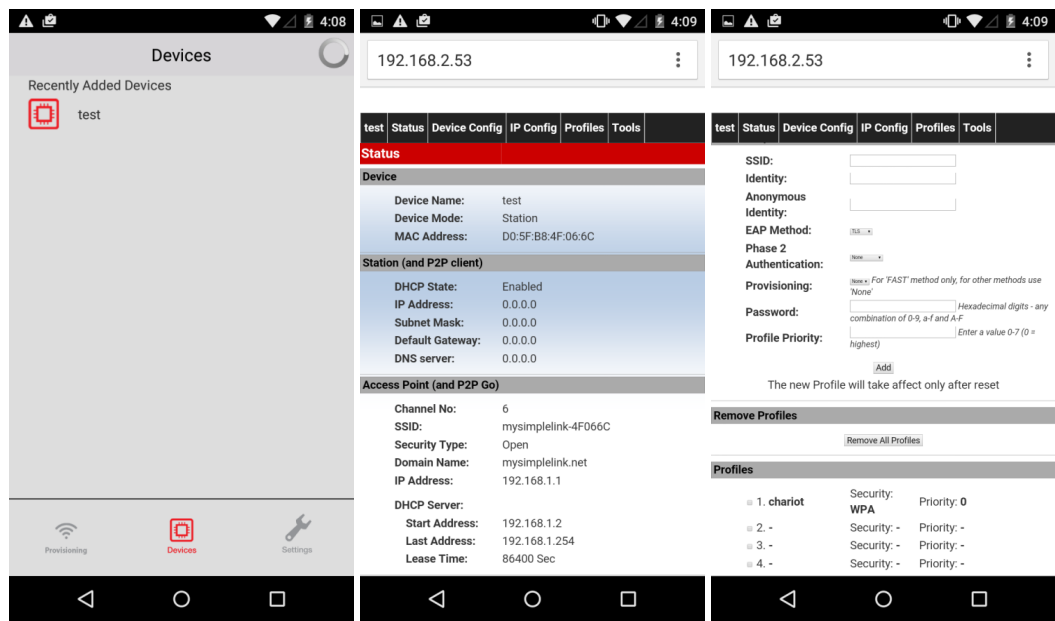 4:08
Devices
Recently Added Devices
test
Provisioning
Devices
Settings
4:09
192.168.2.53
test Status Device Config IP Config Profiles Tools
Status
Device
Device Name: test
Device Mode: Station
MAC Address: D0:5F:B8:4F:06:6C
Station (and P2P client)
DHCP State: Enabled
IP Address: 0.0.0.0
Subnet Mask: 0.0.0.0
Default Gateway: 0.0.0.0
DNS server: 0.0.0.0
Access Point (and P2P Go)
Channel No: 6
SSID: mysimplelink-4F066C
Security Type: Open
Domain Name: mysimplelink.net
IP Address: 192.168.1.1
DHCP Server:
Start Address: 192.168.1.2
Last Address: 192.168.1.254
Lease Time: 86400 Sec
4:09
192.168.2.53
test Status Device Config IP Config Profiles Tools
SSID:
Identity:
Anonymous
Identity:
EAP Method: TLS
Phase 2
Authentication: None
Provisioning: None For 'FAST' method only, for other methods use
'None'
Password: Hexadecimal digits - any
combination of 0-9, a-f and A-F
Profile Priority: Enter a value 0-7 (0 =
highest)
Add
The new Profile will take affect only after reset
Remove Profiles
Remove All Profiles
Profiles
1. chariot Security: WPA Priority: 0
2. - Security: - Priority: -
3. - Security: - Priority: -
4. - Security: - Priority: -